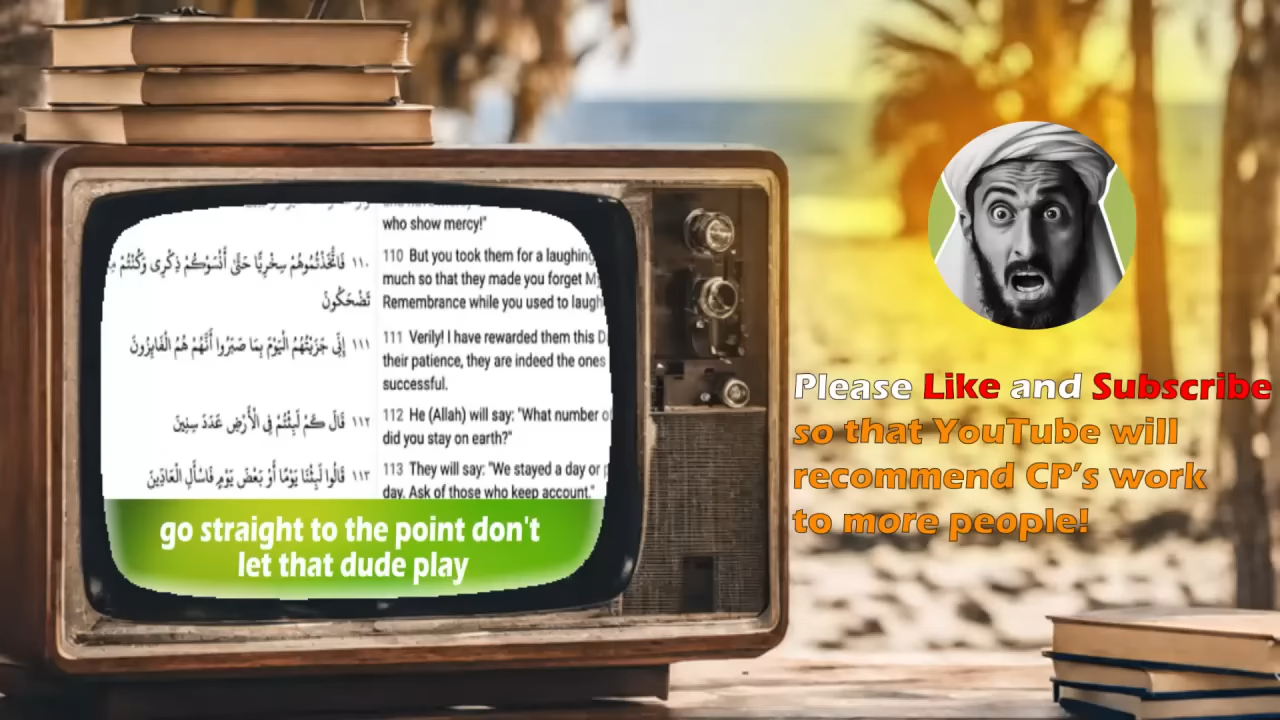 who show mercy!"
١١٠ فَاتَّخَذْتُمُوهُمْ سِخْرِيًّا حَتَّى أَنْسَوْكُمْ ذِكْرِى وَكُنْتُمْ
تَضْحَكُونَ
110 But you took them for a laughing
much so that they made you forget
Remembrance while you used to laugh
١١١ إِنِّى جَزَيْتُهُمُ الْيَوْمَ بِمَا صَبَرُوا أَنَّهُمْ هُمُ الْفَائِزُونَ
111 Verily! I have rewarded them this
their patience, they are indeed the ones
successful.
١١٢ قَالَ كَمْ لَبِثْتُمْ فِى الْأَرْضِ عَدَدَ سِنِينَ
112 He (Allah) will say: "What number
did you stay on earth?"
١١٣ قَالُوا لَبِثْنَا يَوْمًا أَوْ بَعْضَ يَوْمٍ فَاسْأَلِ الْعَادِّينَ
113 They will say: "We stayed a day or
day. Ask of those who keep account."
go straight to the point don't
let that dude play
Please Like and Subscribe
so that YouTube will
recommend CP's work
to more people!